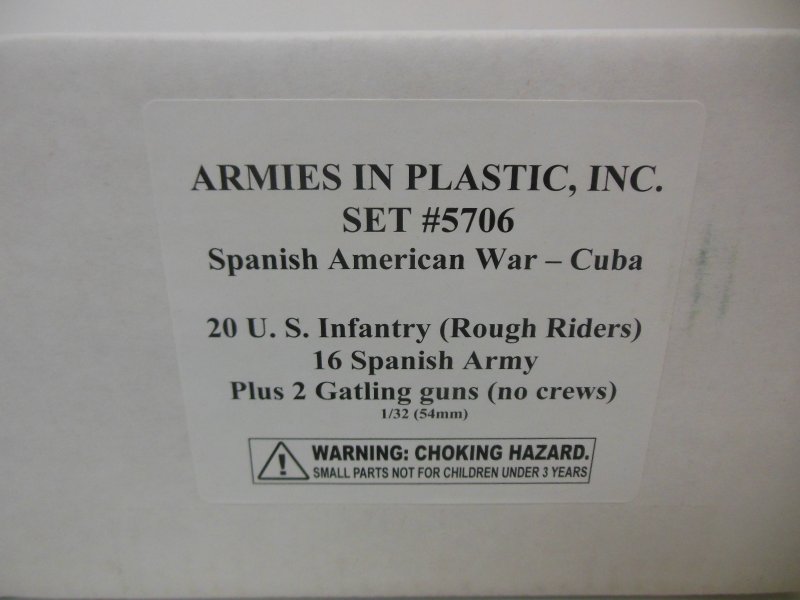 ARMIES IN PLASTIC, INC.
SET #5706
Spanish American War – Cuba
20 U. S. Infantry (Rough Riders)
16 Spanish Army
Plus 2 Gatling guns (no crews)
1/32 (54mm)
WARNING: CHOKING HAZARD.
SMALL PARTS NOT FOR CHILDREN UNDER 3 YEARS